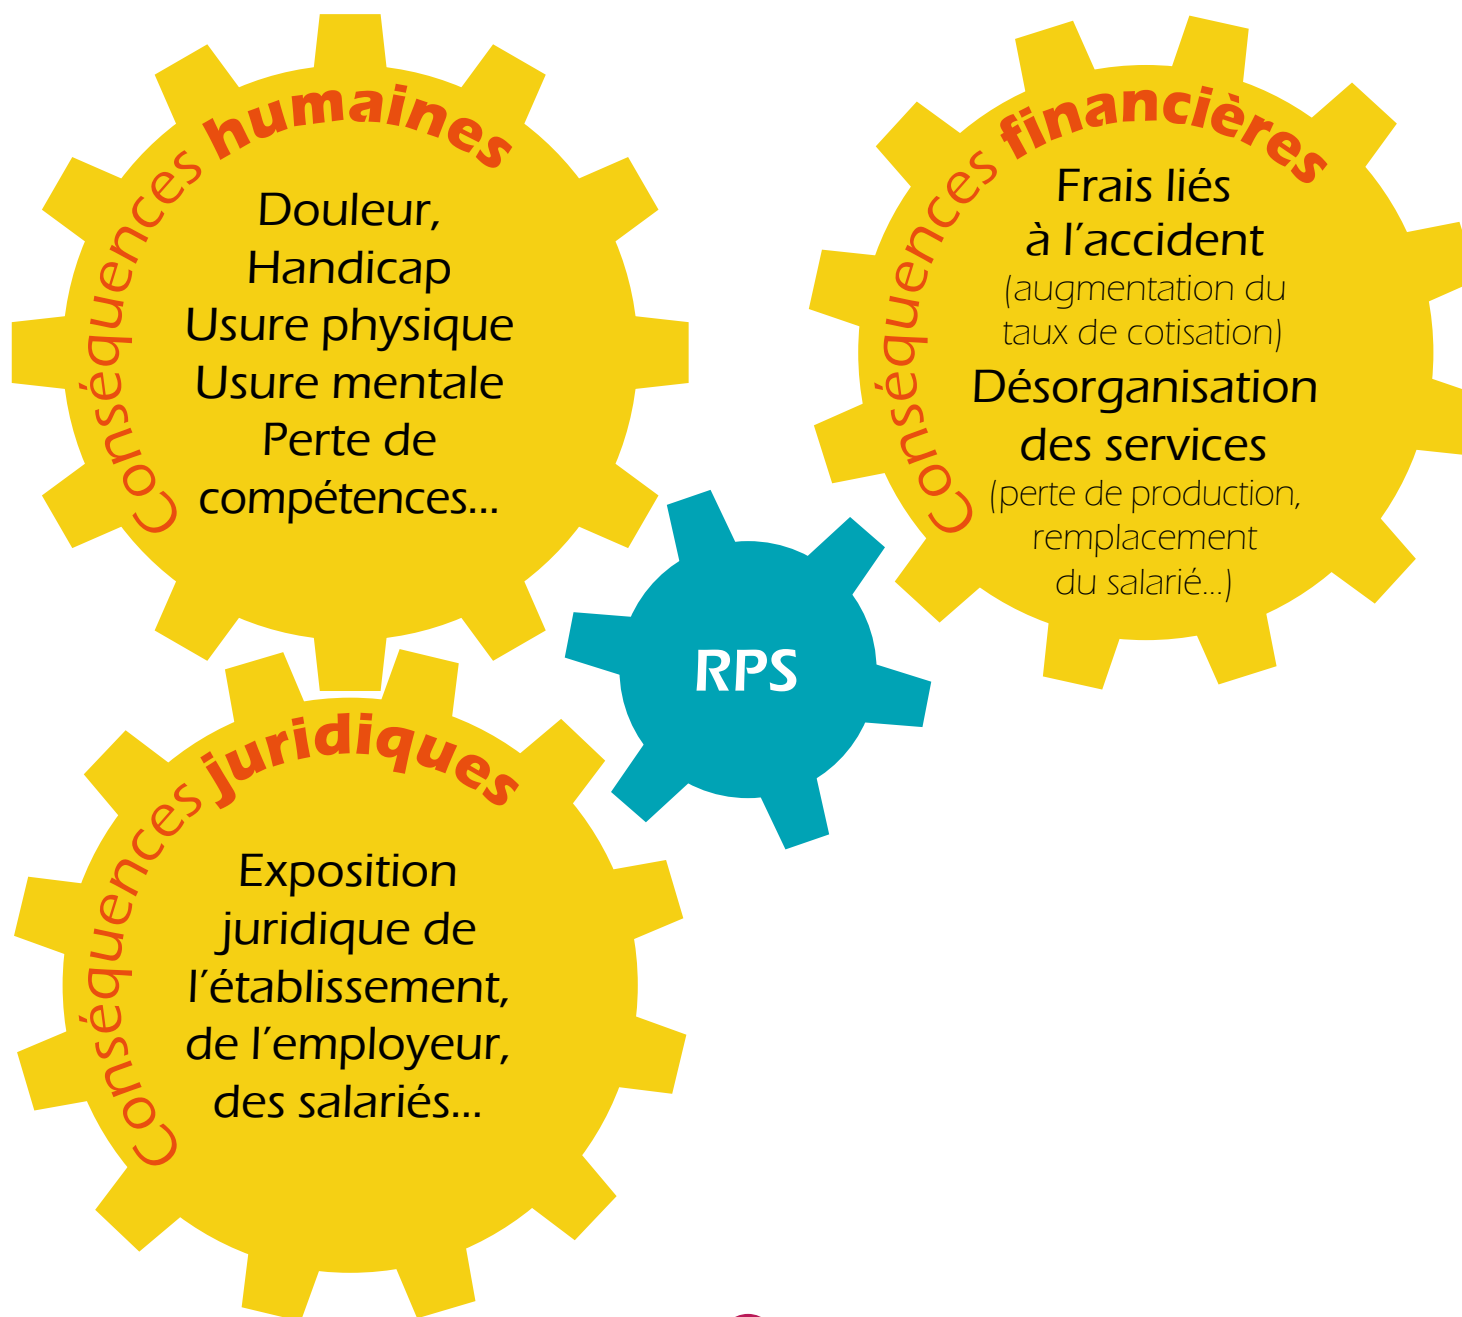 Conséquences humaines
Douleur,
Handicap
Usure physique
Usure mentale
Perte de
compétences...
Conséquences financières
Frais liés
à l’accident
(augmentation du
taux de cotisation)
Désorganisation
des services
(perte de production,
remplacement
du salarié...)
RPS
Conséquences juridiques
Exposition
juridique de
l’établissement,
de l’employeur,
des salariés...